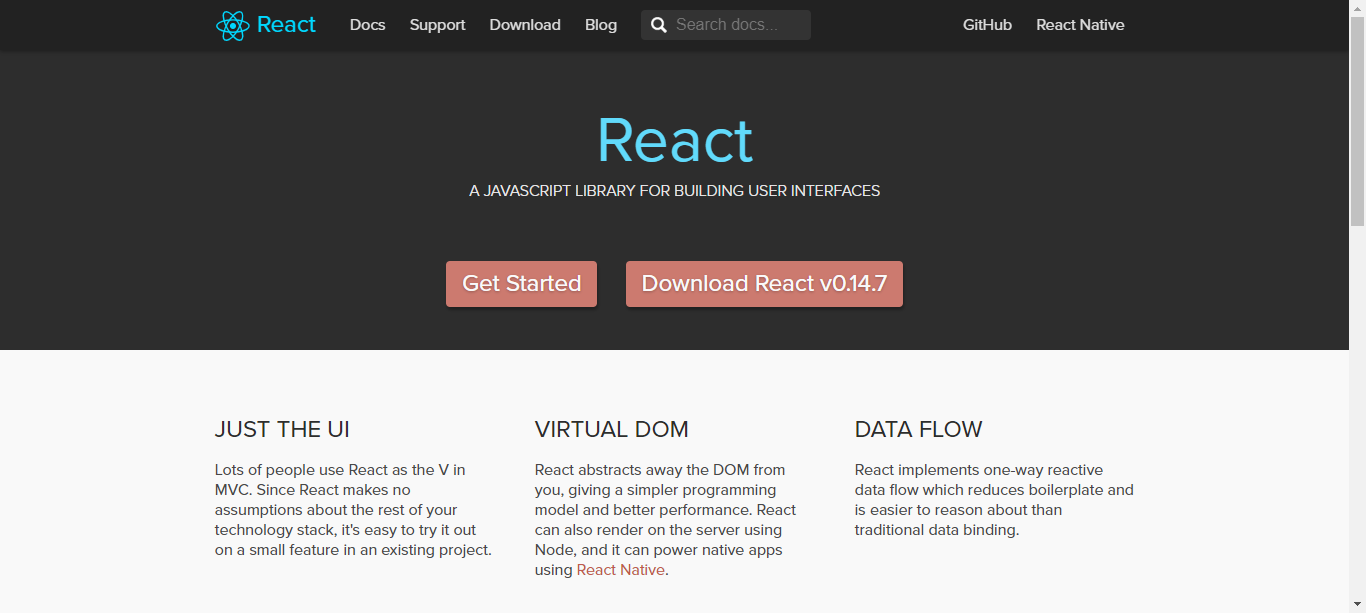 React Docs Support Download Blog Search docs... GitHub React Native
React
A JAVASCRIPT LIBRARY FOR BUILDING USER INTERFACES
Get Started Download React v0.14.7
JUST THE UI
Lots of people use React as the V in
MVC. Since React makes no
assumptions about the rest of your
technology stack, it's easy to try it out
on a small feature in an existing project.
VIRTUAL DOM
React abstracts away the DOM from
you, giving a simpler programming
model and better performance. React
can also render on the server using
Node, and it can power native apps
using React Native.
DATA FLOW
React implements one-way reactive
data flow which reduces boilerplate and
is easier to reason about than
traditional data binding.